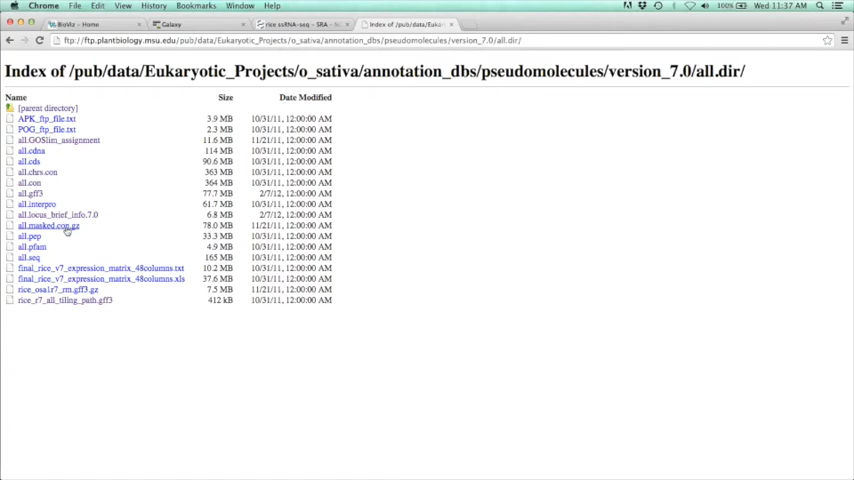 Chrome File Edit View History Bookmarks Window Help 100% Wed 11:37 AM
BioViz – Home Galaxy rice ssRNA-seq – SRA – Index of /pub/data/Euka
ftp://ftp.plantbiology.msu.edu/pub/data/Eukaryotic_Projects/o_sativa/annotation_dbs/pseudomolecules/version_7.0/all.dir/
Index of /pub/data/Eukaryotic_Projects/o_sativa/annotation_dbs/pseudomolecules/version_7.0/all.dir/
Name Size Date Modified
[parent directory]
APK_ftp_file.txt 3.9 MB 10/31/11, 12:00:00 AM
POG_ftp_file.txt 2.3 MB 10/31/11, 12:00:00 AM
all.GOSlim_assignment 11.6 MB 11/21/11, 12:00:00 AM
all.cdna 114 MB 10/31/11, 12:00:00 AM
all.cds 90.6 MB 10/31/11, 12:00:00 AM
all.chrs.con 363 MB 10/31/11, 12:00:00 AM
all.con 364 MB 10/31/11, 12:00:00 AM
all.gff3 77.7 MB 2/7/12, 12:00:00 AM
all.interpro 61.7 MB 10/31/11, 12:00:00 AM
all.locus_brief_info.7.0 6.8 MB 2/7/12, 12:00:00 AM
all.masked.con.gz 78.0 MB 11/21/11, 12:00:00 AM
all.pep 33.3 MB 10/31/11, 12:00:00 AM
all.pfam 4.9 MB 10/31/11, 12:00:00 AM
all.seq 165 MB 10/31/11, 12:00:00 AM
final_rice_v7_expression_matrix_48columns.txt 10.2 MB 10/31/11, 12:00:00 AM
final_rice_v7_expression_matrix_48columns.xls 37.6 MB 10/31/11, 12:00:00 AM
rice_osa1r7_rm.gff3.gz 7.5 MB 11/21/11, 12:00:00 AM
rice_r7_all_tiling_path.gff3 412 kB 10/31/11, 12:00:00 AM